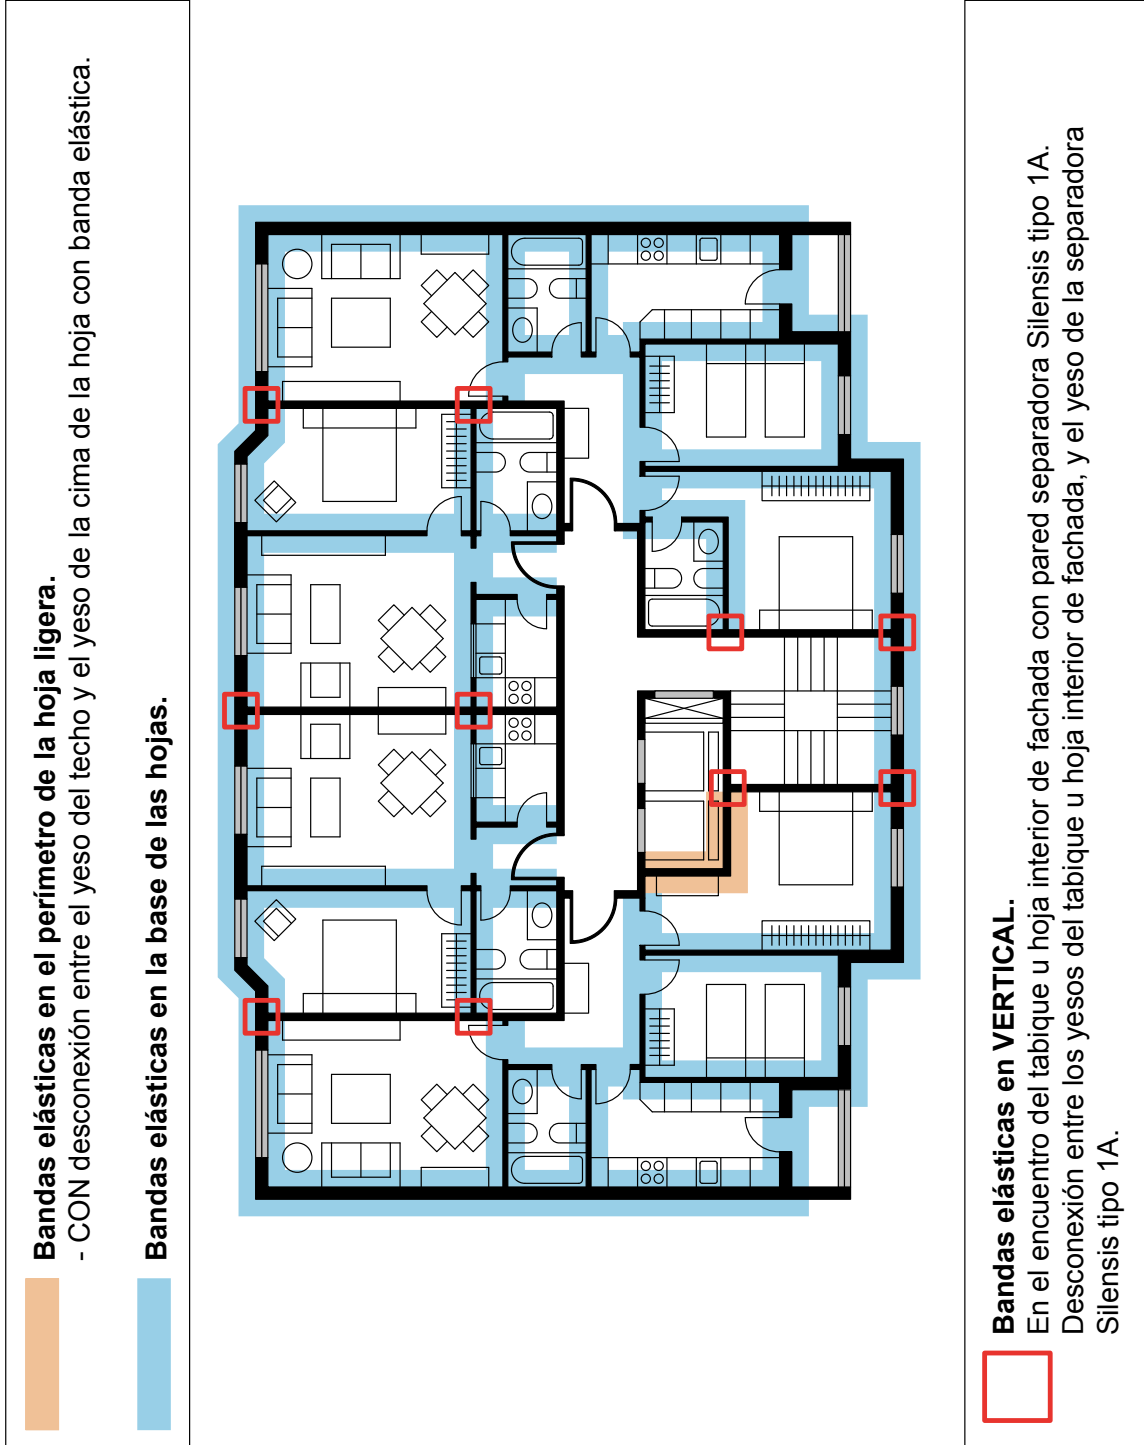 Bandas elásticas en el perímetro de la hoja ligera.
- CON desconexión entre el yeso del techo y el yeso de la cima de la hoja con banda elástica.
Bandas elásticas en la base de las hojas.
Bandas elásticas en VERTICAL.
En el encuentro del tabique u hoja interior de fachada con pared separadora Silensis tipo 1A.
Desconexión entre los yesos del tabique u hoja interior de fachada, y el yeso de la separadora
Silensis tipo 1A.